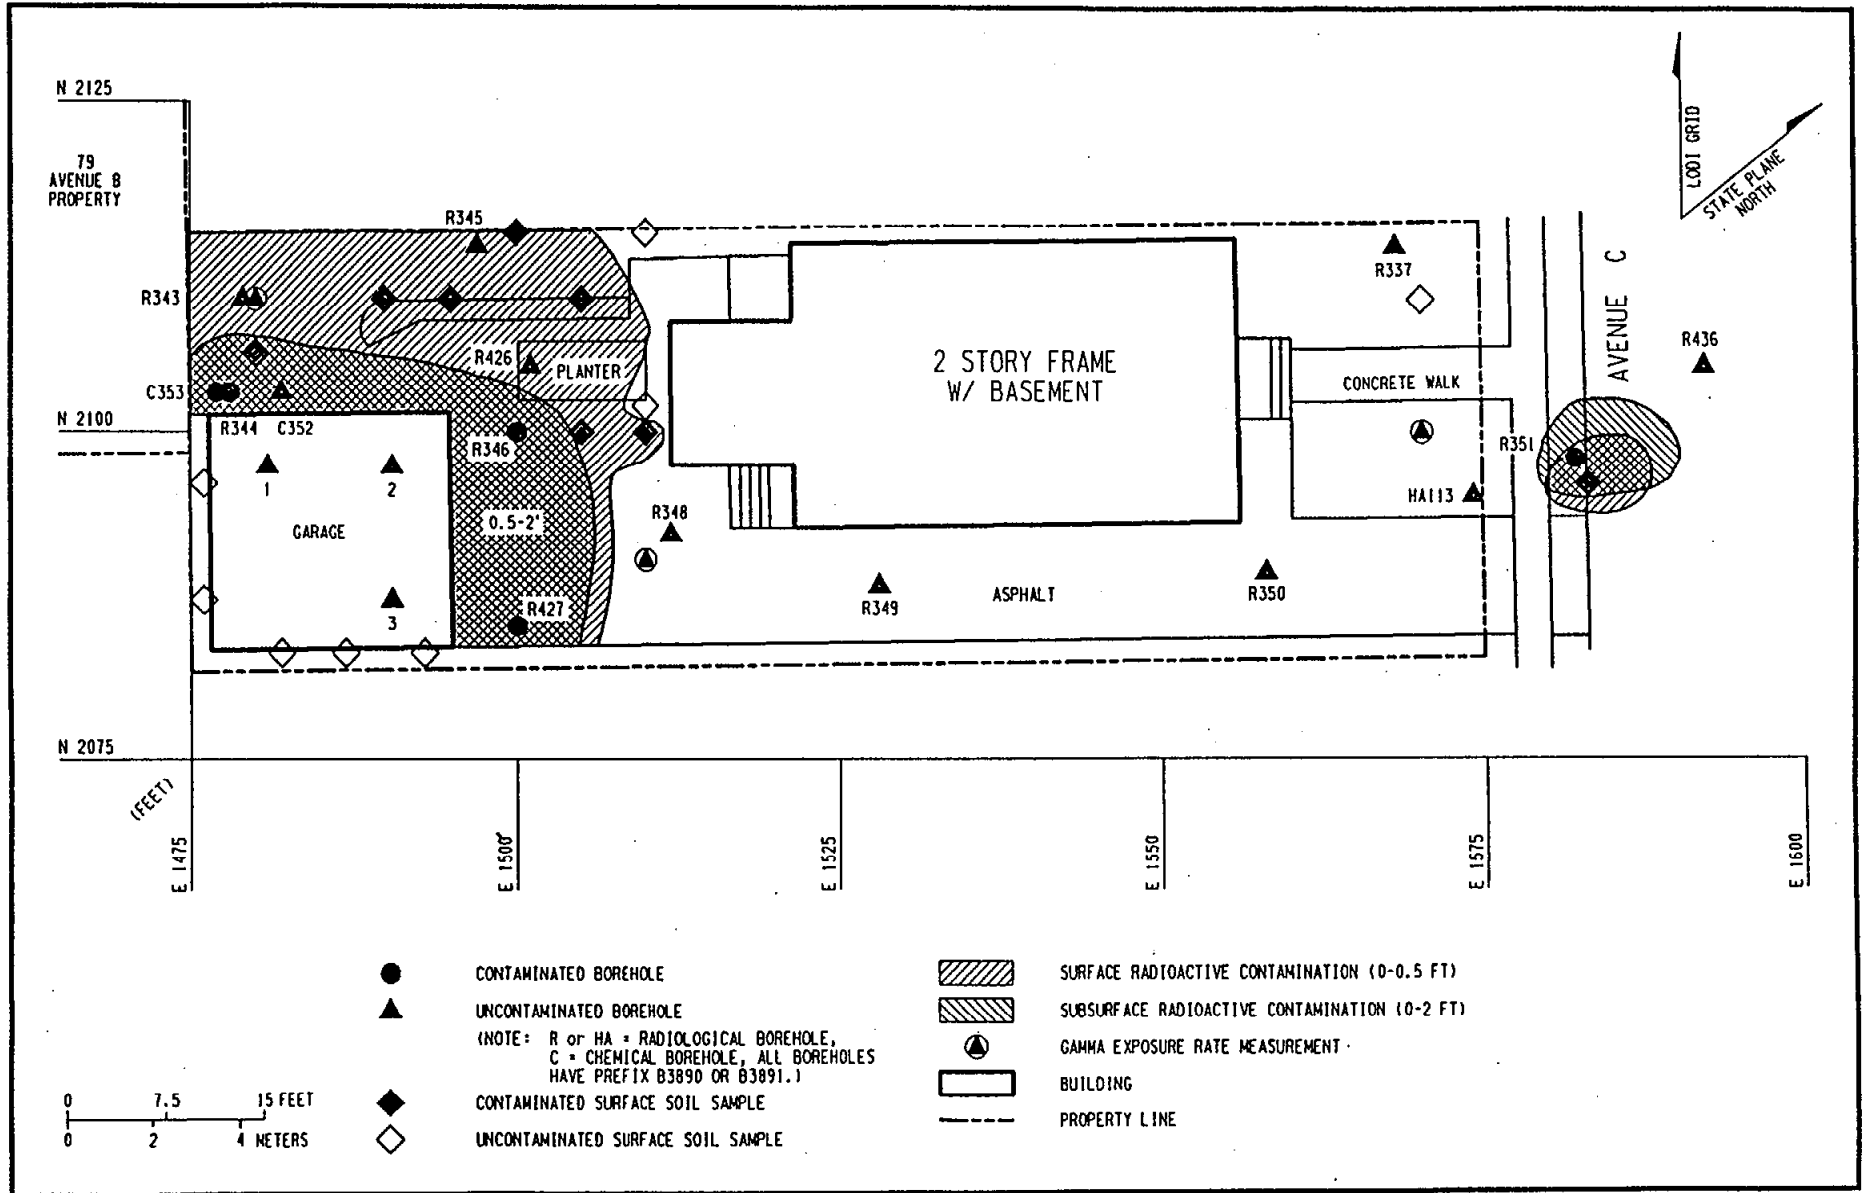 N 2125
79
AVENUE B
PROPERTY
LODI GRID
STATE PLANE
NORTH
R345
R343
R337
AVENUE C
R436
R426
PLANTER
2 STORY FRAME
W/ BASEMENT
CONCRETE WALK
C353
N 2100
R344
C352
R346
R351
1
2
HA113
GARAGE
0.5-2'
R348
R427
3
R349
ASPHALT
R350
N 2075
(FEET)
E 1475
E 1500
E 1525
E 1550
E 1575
E 1600
CONTAMINATED BOREHOLE
UNCONTAMINATED BOREHOLE
(NOTE: R or HA = RADIOLOGICAL BOREHOLE,
C = CHEMICAL BOREHOLE, ALL BOREHOLES
HAVE PREFIX B3890 OR B3891.)
CONTAMINATED SURFACE SOIL SAMPLE
UNCONTAMINATED SURFACE SOIL SAMPLE
SURFACE RADIOACTIVE CONTAMINATION (0-0.5 FT)
SUBSURFACE RADIOACTIVE CONTAMINATION (0-2 FT)
GAMMA EXPOSURE RATE MEASUREMENT
BUILDING
PROPERTY LINE
0 7.5 15 FEET
0 2 4 METERS